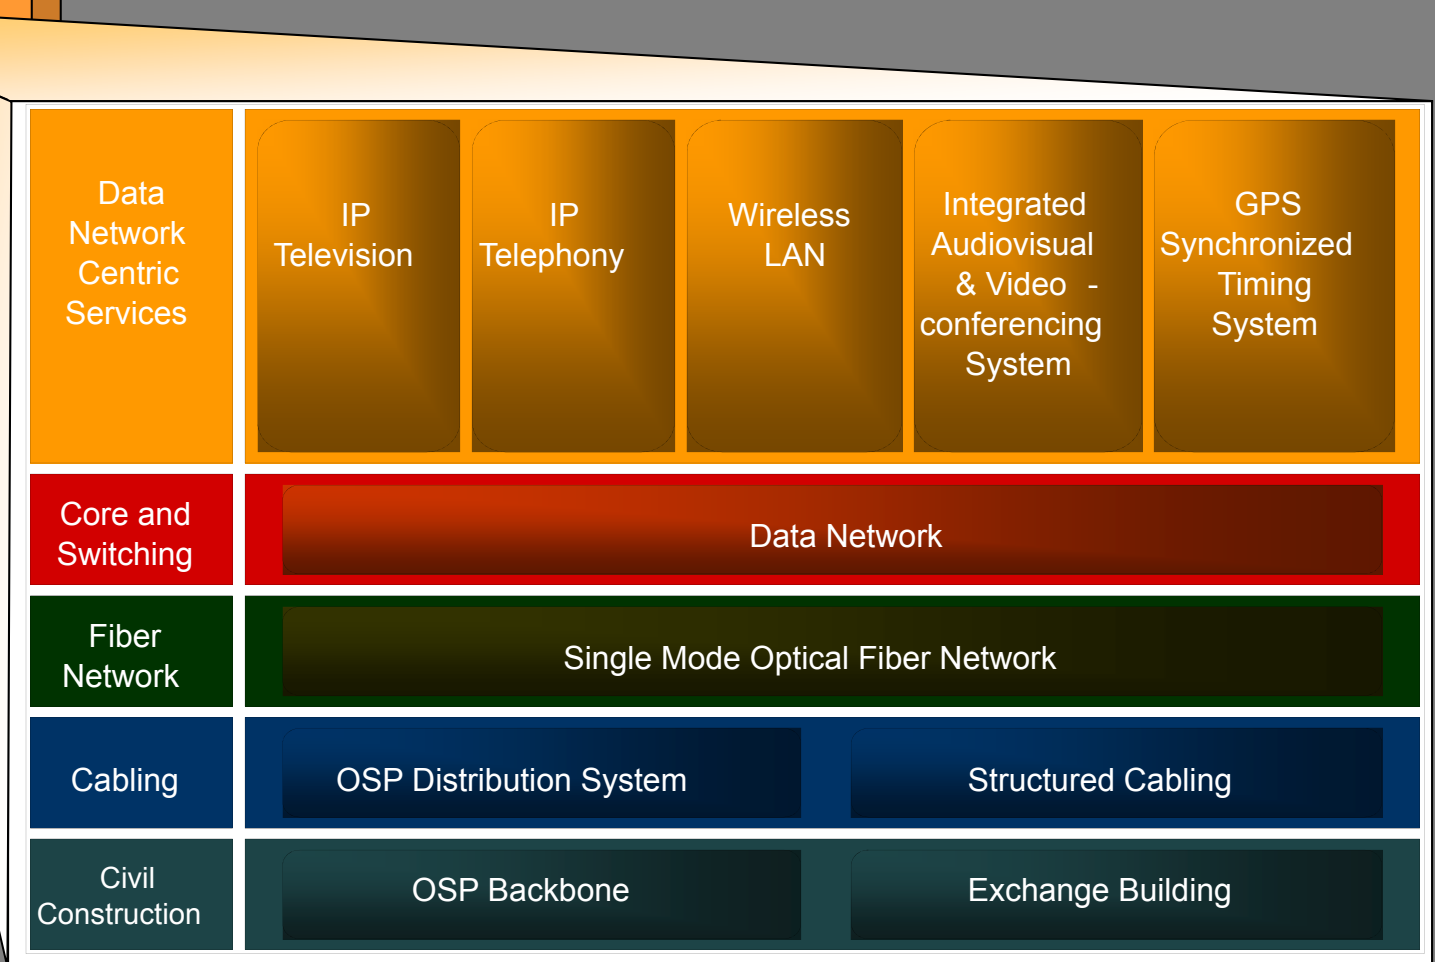 Data
Network
Centric
Services
IP
Television
IP
Telephony
Wireless
LAN
Integrated
Audiovisual
& Video -
conferencing
System
GPS
Synchronized
Timing
System
Core and
Switching
Data Network
Fiber
Network
Single Mode Optical Fiber Network
Cabling
OSP Distribution System
Structured Cabling
Civil
Construction
OSP Backbone
Exchange Building